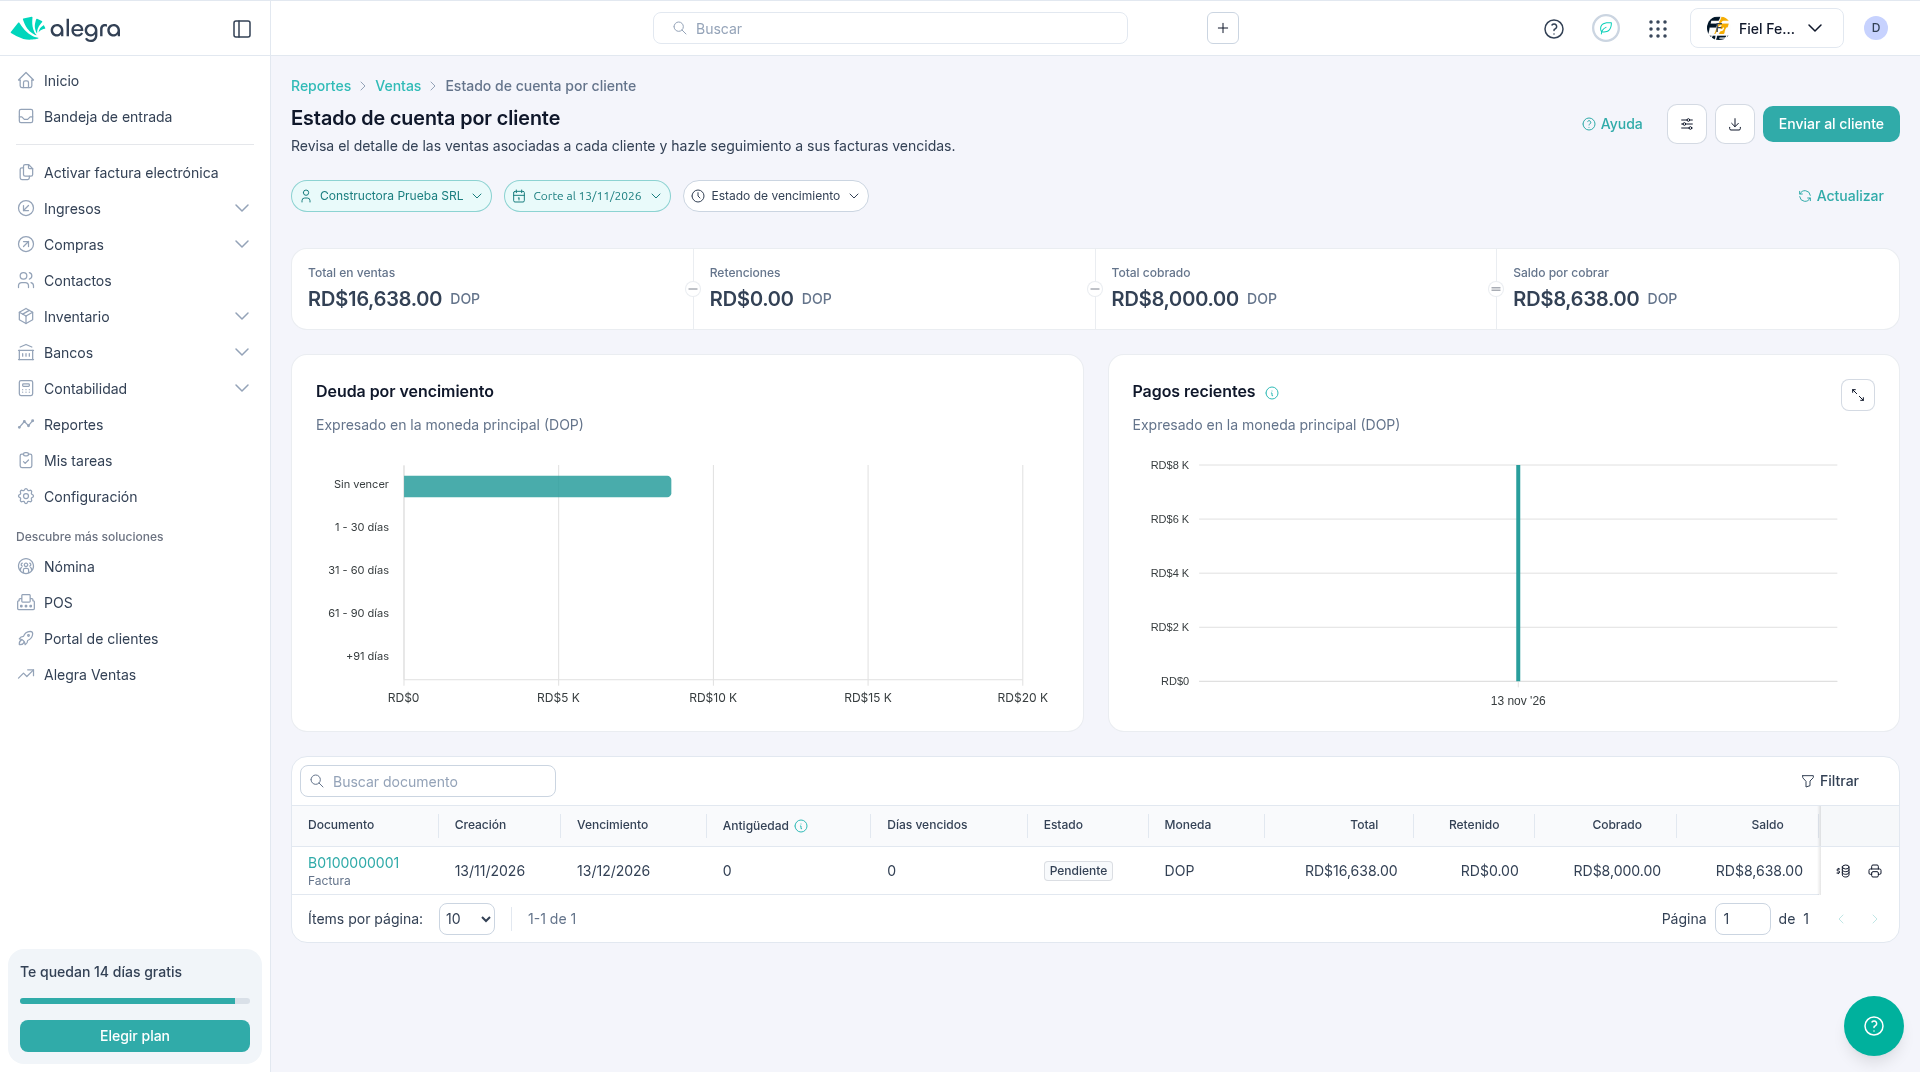 alegra
Buscar
Fiel Fe...
D
Inicio
Bandeja de entrada
Activar factura electrónica
Ingresos
Compras
Contactos
Inventario
Bancos
Contabilidad
Reportes
Mis tareas
Configuración
Descubre más soluciones
Nómina
POS
Portal de clientes
Alegra Ventas
Te quedan 14 días gratis
Elegir plan
Reportes > Ventas > Estado de cuenta por cliente
Estado de cuenta por cliente
Revisa el detalle de las ventas asociadas a cada cliente y hazle seguimiento a sus facturas vencidas.
Ayuda
Enviar al cliente
Constructora Prueba SRL
Corte al 13/11/2026
Estado de vencimiento
Actualizar
Total en ventas
RD$16,638.00 DOP
Retenciones
RD$0.00 DOP
Total cobrado
RD$8,000.00 DOP
Saldo por cobrar
RD$8,638.00 DOP
Deuda por vencimiento
Expresado en la moneda principal (DOP)
Sin vencer
1 - 30 días
31 - 60 días
61 - 90 días
+91 días
RD$0 RD$5 K RD$10 K RD$15 K RD$20 K
Pagos recientes
Expresado en la moneda principal (DOP)
RD$8 K
RD$6 K
RD$4 K
RD$2 K
RD$0
13 nov '26
Buscar documento
Filtrar
Documento Creación Vencimiento Antigüedad Días vencidos Estado Moneda Total Retenido Cobrado Saldo
B0100000001 13/11/2026 13/12/2026 0 0 Pendiente DOP RD$16,638.00 RD$0.00 RD$8,000.00 RD$8,638.00
Factura
Ítems por página: 10 1-1 de 1 Página 1 de 1